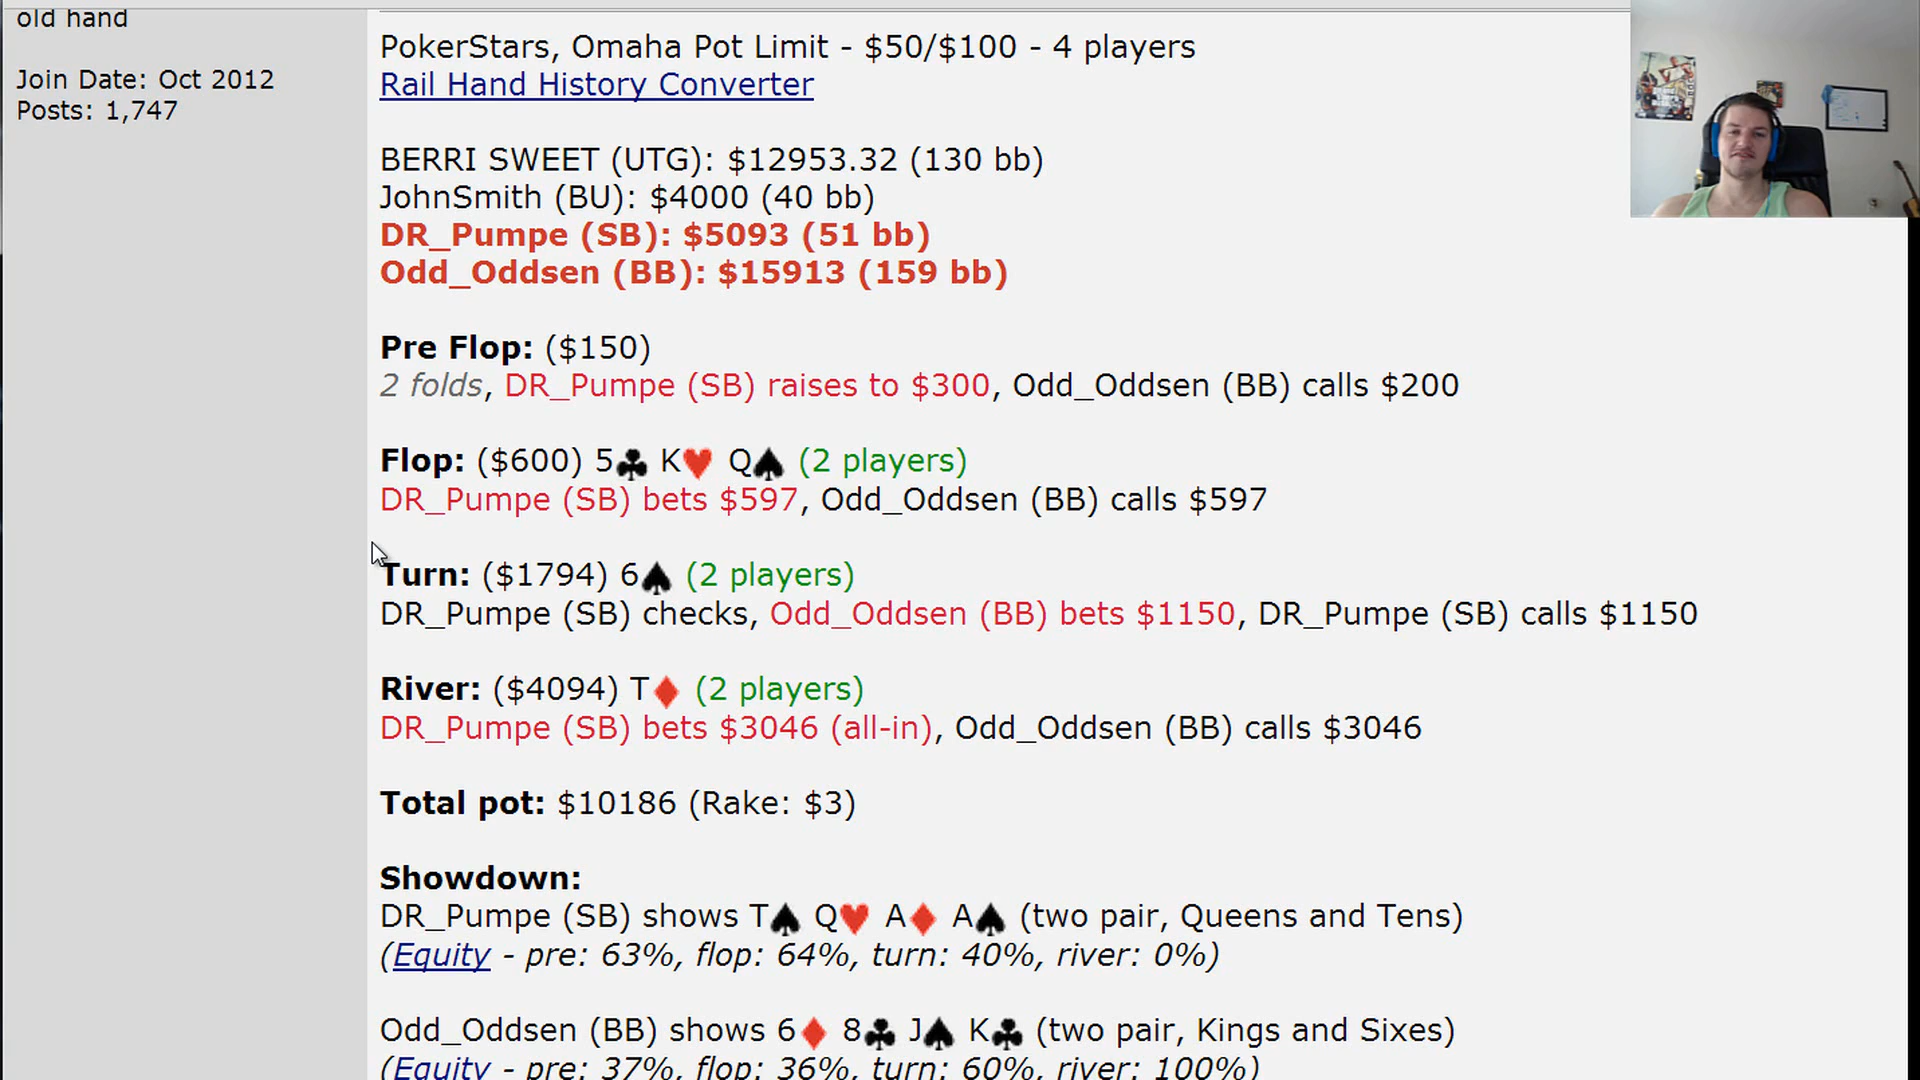 old hand
Join Date: Oct 2012
Posts: 1,747
PokerStars, Omaha Pot Limit - $50/$100 - 4 players
Rail Hand History Converter
BERRI SWEET (UTG): $12953.32 (130 bb)
JohnSmith (BU): $4000 (40 bb)
DR_Pumpe (SB): $5093 (51 bb)
Odd_Oddsen (BB): $15913 (159 bb)
Pre Flop: ($150)
2 folds, DR_Pumpe (SB) raises to $300, Odd_Oddsen (BB) calls $200
Flop: ($600) 5♣ K♥ Q♠ (2 players)
DR_Pumpe (SB) bets $597, Odd_Oddsen (BB) calls $597
Turn: ($1794) 6♠ (2 players)
DR_Pumpe (SB) checks, Odd_Oddsen (BB) bets $1150, DR_Pumpe (SB) calls $1150
River: ($4094) T♦ (2 players)
DR_Pumpe (SB) bets $3046 (all-in), Odd_Oddsen (BB) calls $3046
Total pot: $10186 (Rake: $3)
Showdown:
DR_Pumpe (SB) shows T♠ Q♥ A♦ A♠ (two pair, Queens and Tens)
(Equity - pre: 63%, flop: 64%, turn: 40%, river: 0%)
Odd_Oddsen (BB) shows 6♦ 8♣ J♠ K♣ (two pair, Kings and Sixes)
(Equity - pre: 37%, flop: 36%, turn: 60%, river: 100%)